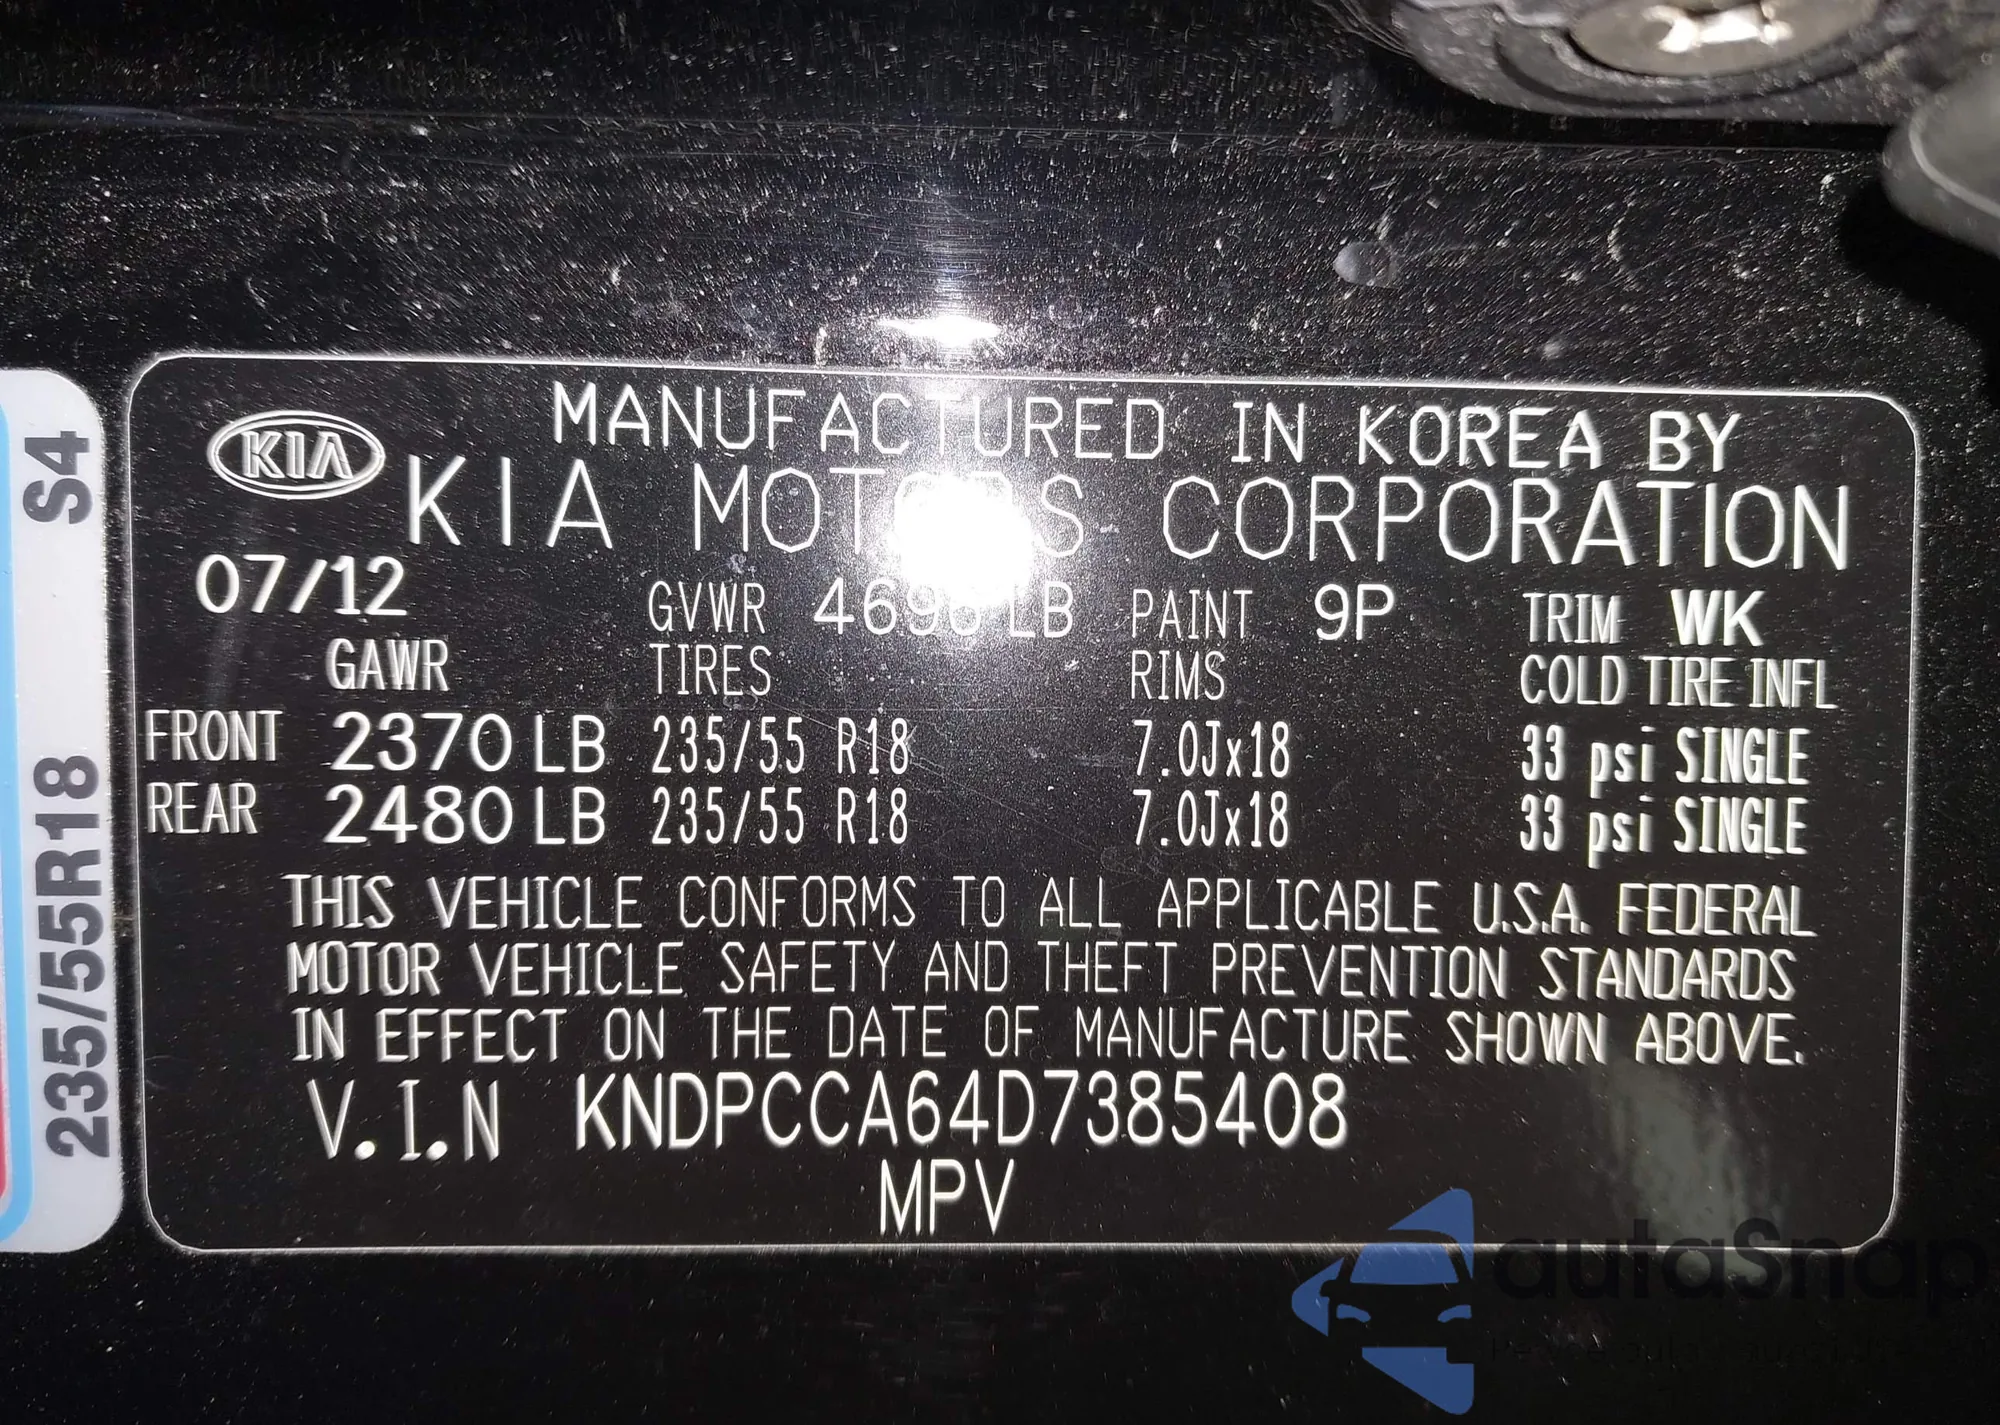 KIA
MANUFACTURED IN KOREA BY
KIA MOTORS CORPORATION
07/12 GVWR 4696 LB PAINT 9P TRIM WK
GAWR TIRES RIMS COLD TIRE INFL
FRONT 2370 LB 235/55 R18 7.0Jx18 33 psi SINGLE
REAR 2480 LB 235/55 R18 7.0Jx18 33 psi SINGLE
THIS VEHICLE CONFORMS TO ALL APPLICABLE U.S.A. FEDERAL
MOTOR VEHICLE SAFETY AND THEFT PREVENTION STANDARDS
IN EFFECT ON THE DATE OF MANUFACTURE SHOWN ABOVE.
V.I.N KNDPCCA64D7385408
MPV
235/55R18 S4
autaSnap